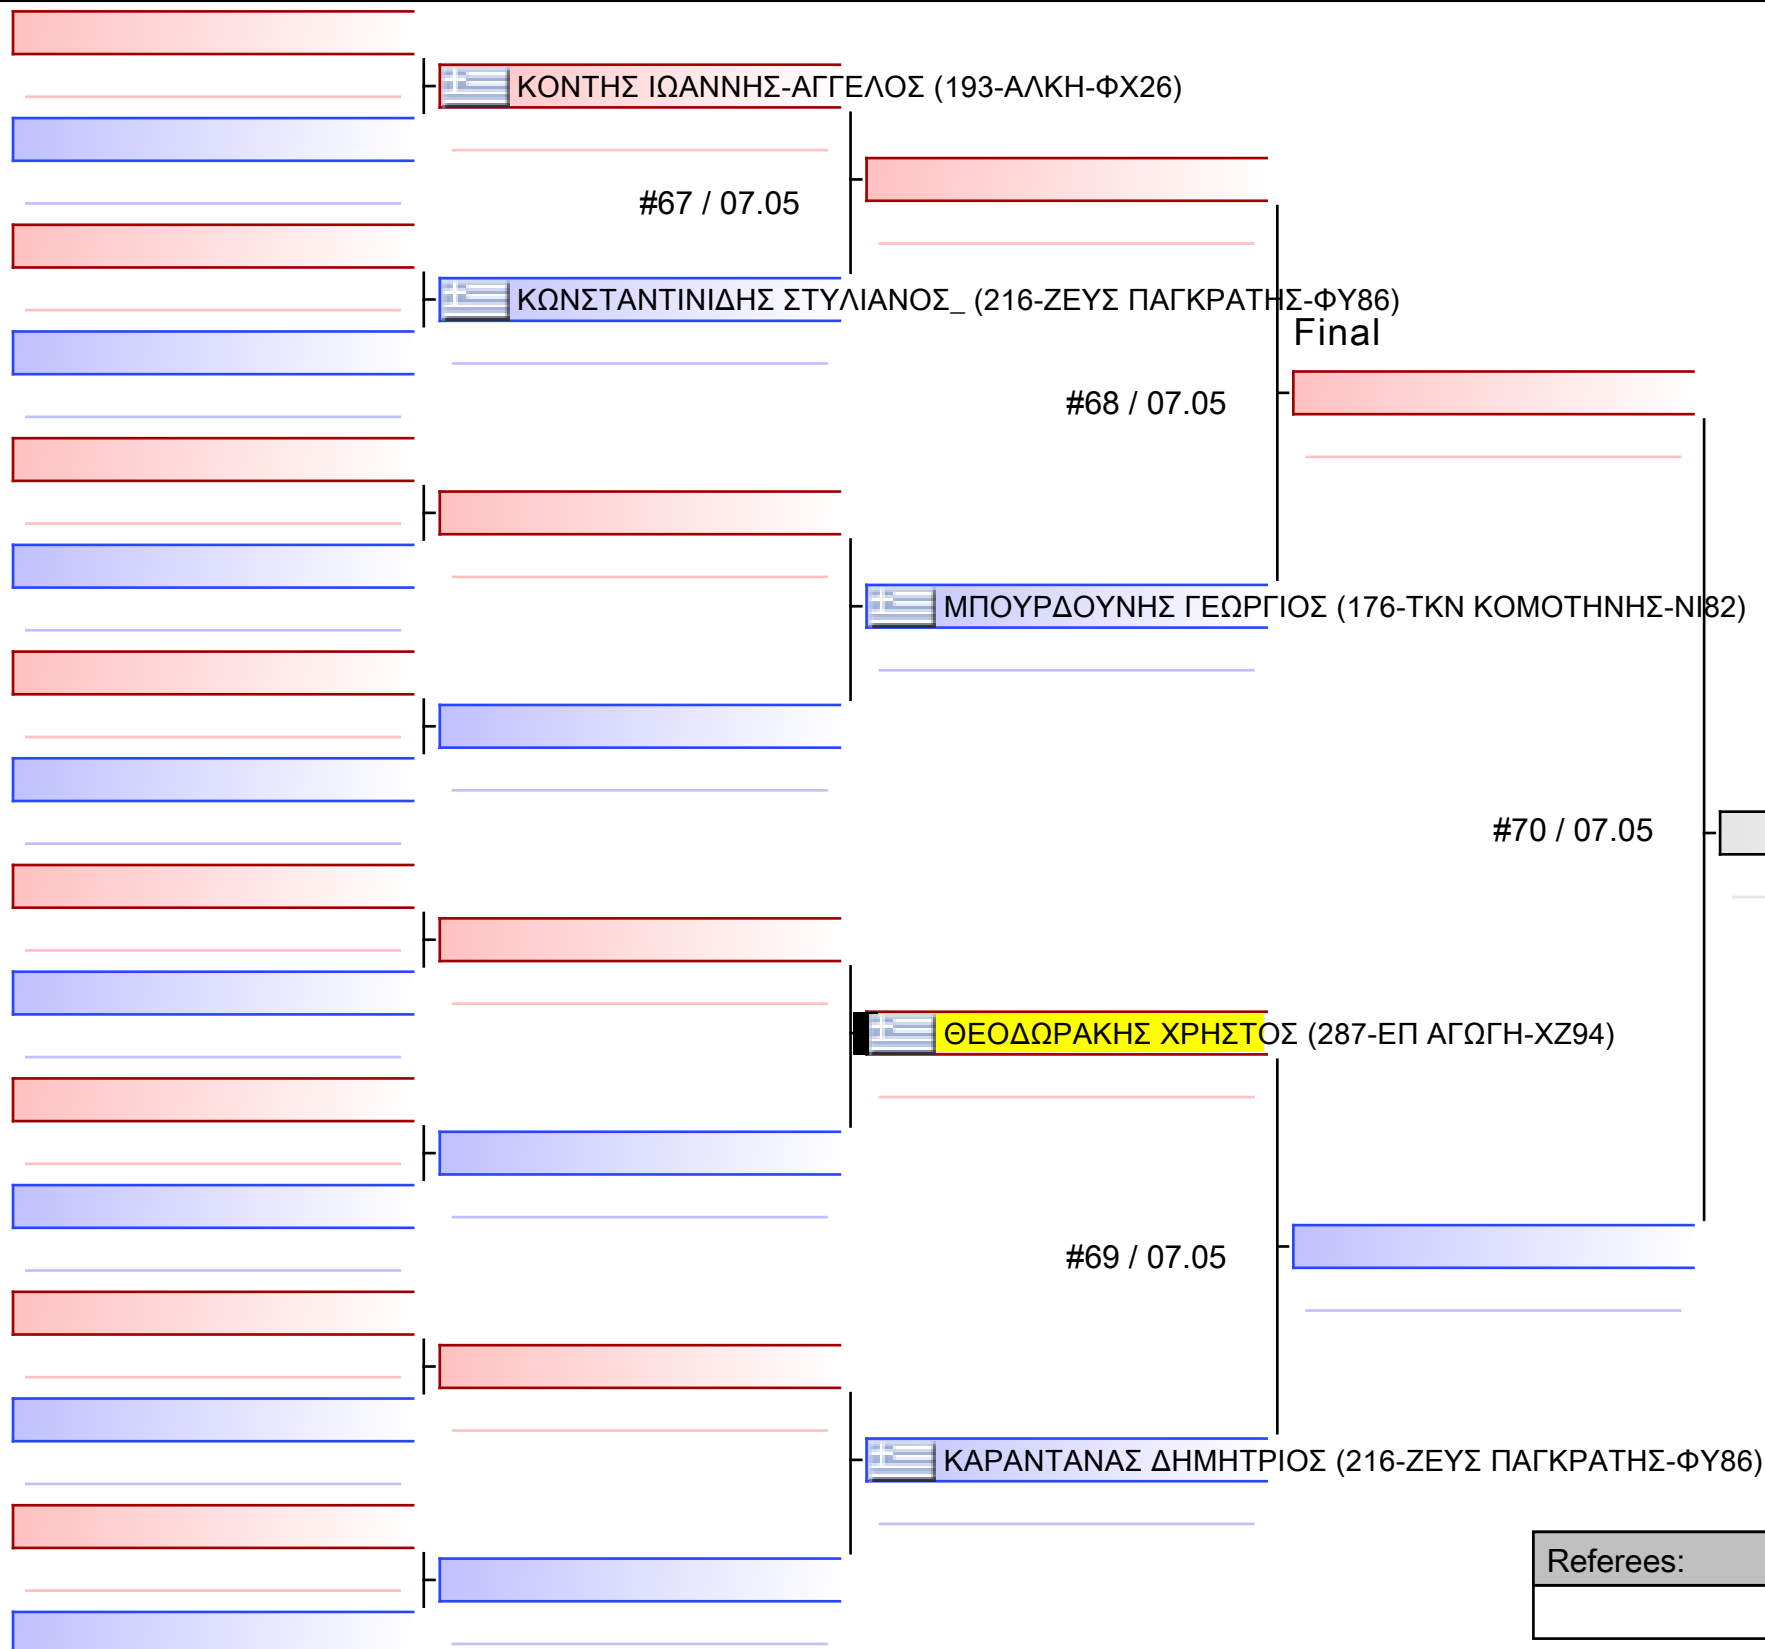 ΚΟΝΤΗΣ ΙΩΑΝΝΗΣ-ΑΓΓΕΛΟΣ (193-ΑΛΚΗ-ΦΧ26)
#67 / 07.05
ΚΩΝΣΤΑΝΤΙΝΙΔΗΣ ΣΤΥΛΙΑΝΟΣ_ (216-ΖΕΥΣ ΠΑΓΚΡΑΤΗΣ-ΦΥ86)
Final
#68 / 07.05
ΜΠΟΥΡΔΟΥΝΗΣ ΓΕΩΡΓΙΟΣ (176-ΤΚΝ ΚΟΜΟΤΗΝΗΣ-ΝΙ82)
#70 / 07.05
ΘΕΟΔΩΡΑΚΗΣ ΧΡΗΣΤΟΣ (287-ΕΠ ΑΓΩΓΗ-ΧΖ94)
#69 / 07.05
ΚΑΡΑΝΤΑΝΑΣ ΔΗΜΗΤΡΙΟΣ (216-ΖΕΥΣ ΠΑΓΚΡΑΤΗΣ-ΦΥ86)
Referees: